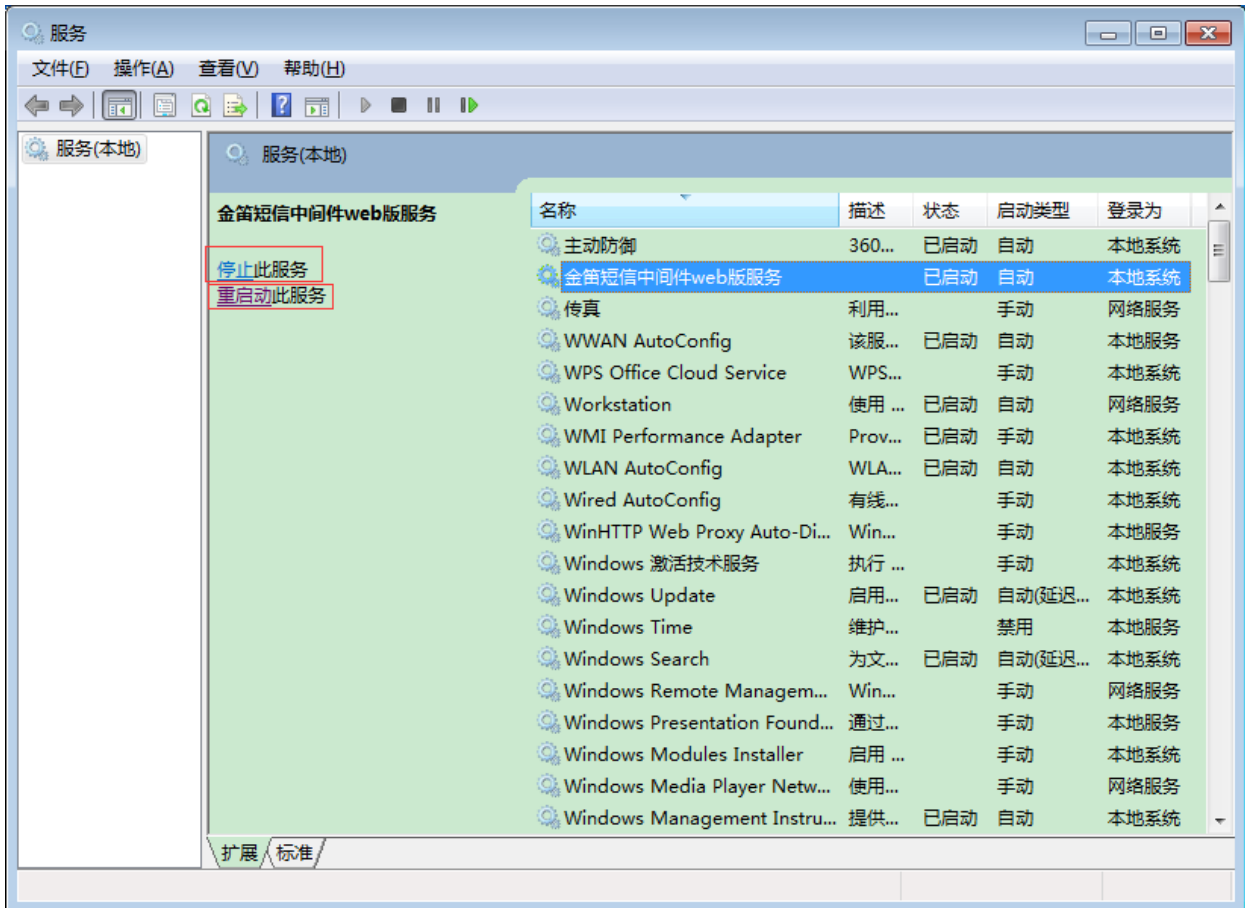 服务
文件(F) 操作(A) 查看(V) 帮助(H)
服务(本地)
服务(本地)
金笛短信中间件web版服务
停止此服务
重启动此服务
名称 描述 状态 启动类型 登录为
主动防御 360... 已启动 自动 本地系统
金笛短信中间件web版服务 已启动 自动 本地系统
传真 利用... 手动 网络服务
WWAN AutoConfig 该服... 已启动 自动 本地服务
WPS Office Cloud Service WPS... 手动 本地系统
Workstation 使用 ... 已启动 自动 网络服务
WMI Performance Adapter Prov... 已启动 手动 本地系统
WLAN AutoConfig WLA... 已启动 自动 本地系统
Wired AutoConfig 有线... 手动 本地系统
WinHTTP Web Proxy Auto-Di... Win... 手动 本地服务
Windows 激活技术服务 执行 ... 手动 本地系统
Windows Update 启用... 已启动 自动(延迟... 本地系统
Windows Time 维护... 禁用 本地服务
Windows Search 为文... 已启动 自动(延迟... 本地系统
Windows Remote Managem... Win... 手动 网络服务
Windows Presentation Found... 通过... 手动 本地服务
Windows Modules Installer 启用 ... 手动 本地系统
Windows Media Player Netw... 使用... 手动 网络服务
Windows Management Instru... 提供... 已启动 自动 本地系统
扩展 标准